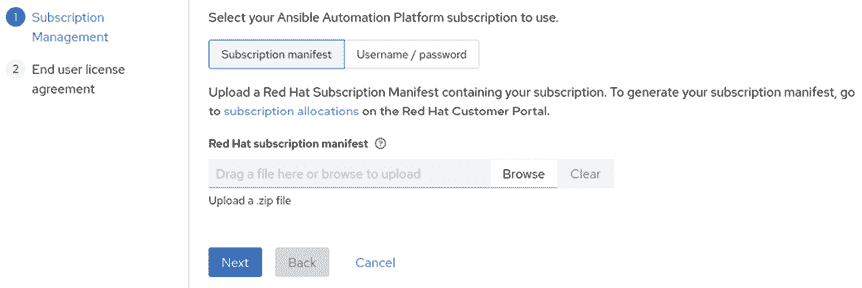 1 Subscription
Management
2 End user license
agreement
Select your Ansible Automation Platform subscription to use.
Subscription manifest Username / password
Upload a Red Hat Subscription Manifest containing your subscription. To generate your subscription manifest, go
to subscription allocations on the Red Hat Customer Portal.
Red Hat subscription manifest ?
Drag a file here or browse to upload Browse Clear
Upload a .zip file
Next Back Cancel